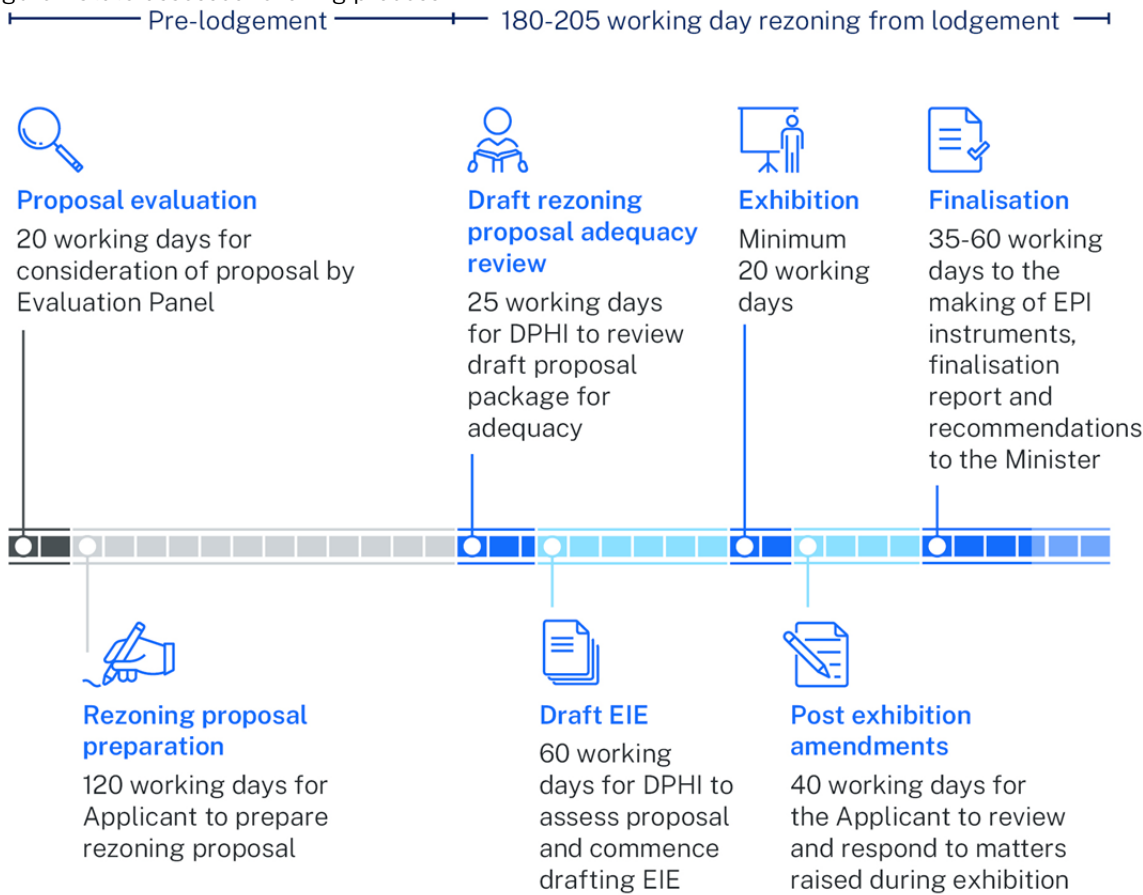 Pre-lodgement
180-205 working day rezoning from lodgement
Proposal evaluation
20 working days for
consideration of proposal by
Evaluation Panel
Draft rezoning
proposal adequacy
review
25 working days
for DPHI to review
draft proposal
package for
adequacy
Exhibition
Minimum
20 working
days
Finalisation
35-60 working
days to the
making of EPI
instruments,
finalisation
report and
recommendations
to the Minister
Rezoning proposal
preparation
120 working days for
Applicant to prepare
rezoning proposal
Draft EIE
60 working
days for DPHI to
assess proposal
and commence
drafting EIE
Post exhibition
amendments
40 working days for
the Applicant to review
and respond to matters
raised during exhibition